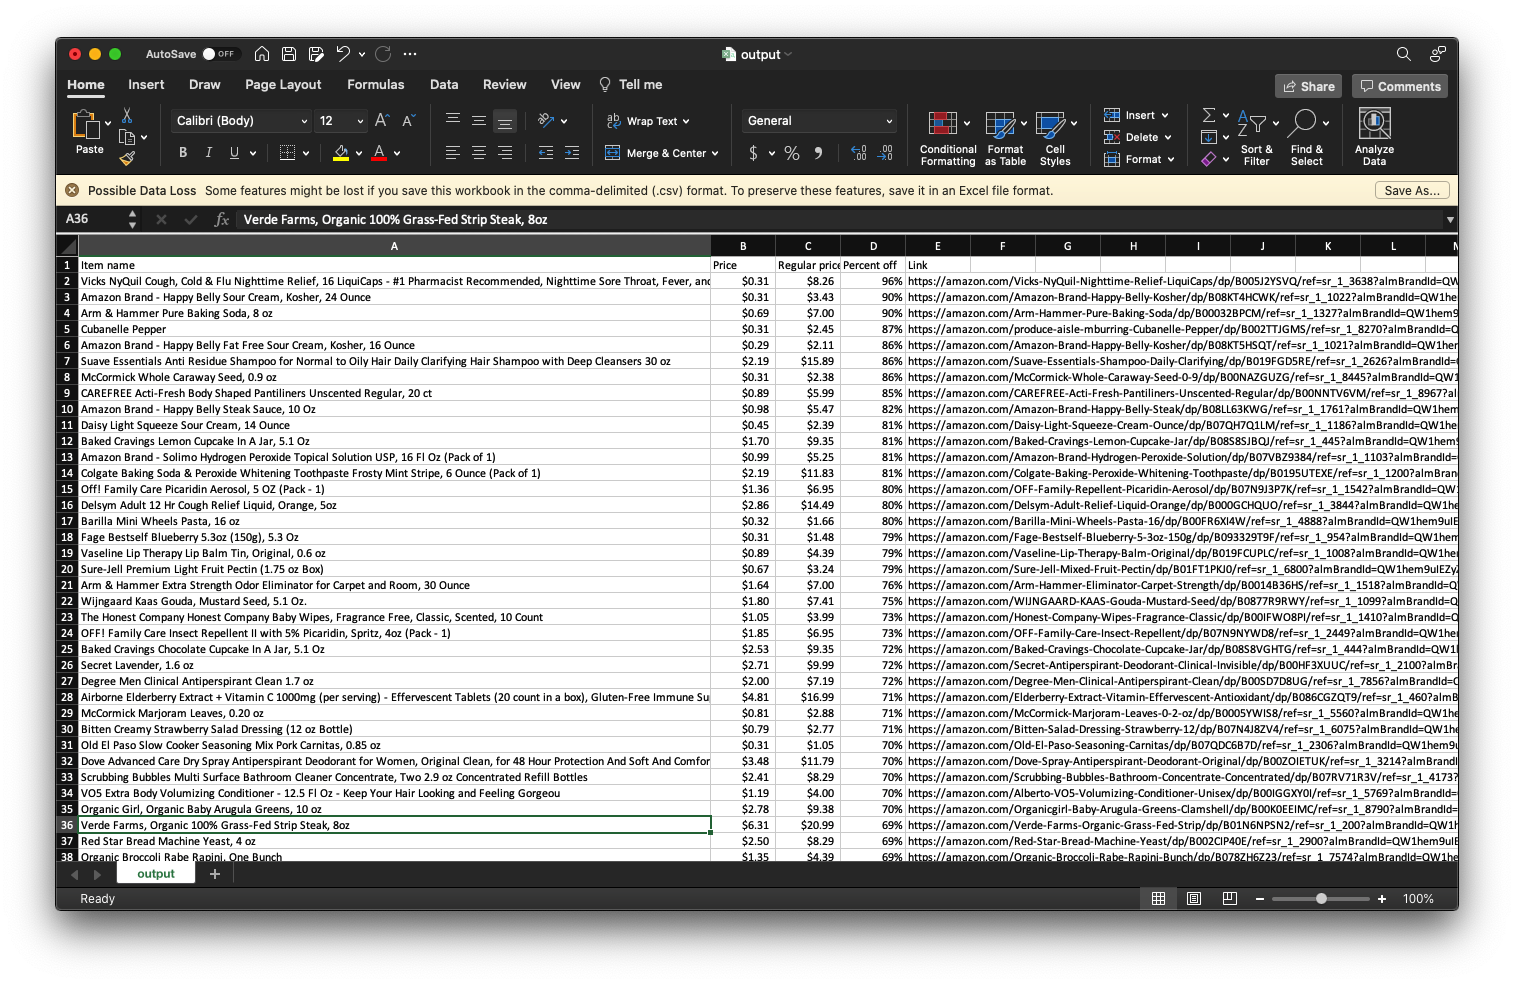 AutoSave OFF output
Home Insert Draw Page Layout Formulas Data Review View Tell me Share Comments
Paste Calibri (Body) 12 A A Wrap Text General Insert
B I U A Merge & Center $ % Conditional Formatting Format as Table Cell Styles Delete Format Sort & Filter Find & Select Analyze Data
Possible Data Loss Some features might be lost if you save this workbook in the comma-delimited (.csv) format. To preserve these features, save it in an Excel file format. Save As...
A36 fx Verde Farms, Organic 100% Grass-Fed Strip Steak, 8oz
A B C D E F G H I J K L
1 Item name Price Regular price Percent off Link
2 Vicks NyQuil Cough, Cold & Flu Nighttime Relief, 16 LiquiCaps - #1 Pharmacist Recommended, Nighttime Sore Throat, Fever, and $0.31 $8.26 96% https://amazon.com/Vicks-NyQuil-Nighttime-Relief-LiquiCaps/dp/B005J2YSVQ/ref=sr_1_3638?almBrandId=QW
3 Amazon Brand - Happy Belly Sour Cream, Kosher, 24 Ounce $0.31 $3.43 90% https://amazon.com/Amazon-Brand-Happy-Belly-Kosher/dp/B08KT4HCWK/ref=sr_1_1022?almBrandId=QW1he
4 Arm & Hammer Pure Baking Soda, 8 oz $0.69 $7.00 90% https://amazon.com/Arm-Hammer-Pure-Baking-Soda/dp/B00032BPCM/ref=sr_1_1327?almBrandId=QW1hem9
5 Cubanelle Pepper $0.31 $2.45 87% https://amazon.com/produce-aisle-mburring-Cubanelle-Pepper/dp/B002TTJGMS/ref=sr_1_8270?almBrandId=Q
6 Amazon Brand - Happy Belly Fat Free Sour Cream, Kosher, 16 Ounce $0.29 $2.11 86% https://amazon.com/Amazon-Brand-Happy-Belly-Kosher/dp/B08KT5HSQT/ref=sr_1_1021?almBrandId=QW1hem
7 Suave Essentials Anti Residue Shampoo for Normal to Oily Hair Daily Clarifying Hair Shampoo with Deep Cleansers 30 oz $2.19 $15.89 86% https://amazon.com/Suave-Essentials-Shampoo-Daily-Clarifying/dp/B019FGD5RE/ref=sr_1_2626?almBrandId=
8 McCormick Whole Caraway Seed, 0.9 oz $0.31 $2.38 86% https://amazon.com/McCormick-Whole-Caraway-Seed-0-9/dp/B00NAZGUZG/ref=sr_1_8445?almBrandId=QW1
9 CAREFREE Acti-Fresh Body Shaped Pantiliners Unscented Regular, 20 ct $0.89 $5.99 85% https://amazon.com/CAREFREE-Acti-Fresh-Pantiliners-Unscented-Regular/dp/B00NNTV6VM/ref=sr_1_8967?al
10 Amazon Brand - Happy Belly Steak Sauce, 10 Oz $0.98 $5.47 82% https://amazon.com/Amazon-Brand-Happy-Belly-Steak/dp/B08LL63KWG/ref=sr_1_1761?almBrandId=QW1hem
11 Daisy Light Squeeze Sour Cream, 14 Ounce $0.45 $2.39 81% https://amazon.com/Daisy-Light-Squeeze-Cream-Ounce/dp/B07QH7Q1LM/ref=sr_1_1186?almBrandId=QW1he
12 Baked Cravings Lemon Cupcake In A Jar, 5.1 Oz $1.70 $9.35 81% https://amazon.com/Baked-Cravings-Lemon-Cupcake-Jar/dp/B08S8SJBQJ/ref=sr_1_445?almBrandId=QW1hem9
13 Amazon Brand - Solimo Hydrogen Peroxide Topical Solution USP, 16 Fl Oz (Pack of 1) $0.99 $5.25 81% https://amazon.com/Amazon-Brand-Hydrogen-Peroxide-Solution/dp/B07VBZ9384/ref=sr_1_1103?almBrandId
14 Colgate Baking Soda & Peroxide Whitening Toothpaste Frosty Mint Stripe, 6 Ounce (Pack of 1) $2.19 $11.83 81% https://amazon.com/Colgate-Baking-Peroxide-Whitening-Toothpaste/dp/B0195UTEXE/ref=sr_1_1200?almBran
15 Off! Family Care Picaridin Aerosol, 5 OZ (Pack - 1) $1.36 $6.95 80% https://amazon.com/OFF-Family-Repellent-Picaridin-Aerosol/dp/B07N9J3P7K/ref=sr_1_1542?almBrandId=QW1
16 Delsym Adult 12 Hr Cough Relief Liquid, Orange, 5oz $2.86 $14.49 80% https://amazon.com/Delsym-Adult-Relief-Liquid-Orange/dp/B000GCHQUO/ref=sr_1_3844?almBrandId=QW1h
17 Barilla Mini Wheels Pasta, 16 oz $0.32 $1.66 80% https://amazon.com/Barilla-Mini-Wheels-Pasta-16/dp/B00FR6XI4W/ref=sr_1_4888?almBrandId=QW1hem9uIE
18 Fage Bestself Blueberry 5.3oz (150g), 5.3 Oz $0.31 $1.48 79% https://amazon.com/Fage-Bestself-Blueberry-5-3oz-150g/dp/B093329T9F/ref=sr_1_954?almBrandId=QW1hem
19 Vaseline Lip Therapy Lip Balm Tin, Original, 0.6 oz $0.89 $4.39 79% https://amazon.com/Vaseline-Lip-Therapy-Balm-Original/dp/B019FCUPLC/ref=sr_1_1008?almBrandId=QW1hem
20 Sure-Jell Premium Light Fruit Pectin (1.75 oz Box) $0.67 $3.24 79% https://amazon.com/Sure-Jell-Mixed-Fruit-Pectin/dp/B01FT1PKJ0/ref=sr_1_6800?almBrandId=QW1hem9uIEZy
21 Arm & Hammer Extra Strength Odor Eliminator for Carpet and Room, 30 Ounce $1.64 $7.00 76% https://amazon.com/Arm-Hammer-Eliminator-Carpet-Strength/dp/B0014B36HS/ref=sr_1_1518?almBrandId=Q
22 Wijngaard Kaas Gouda, Mustard Seed, 5.1 Oz. $1.80 $7.41 75% https://amazon.com/WIJNGAARD-KAAS-Gouda-Mustard-Seed/dp/B0877R9RWY/ref=sr_1_1099?almBrandId=Q
23 The Honest Company Honest Company Baby Wipes, Fragrance Free, Classic, Scented, 10 Count $1.05 $3.99 73% https://amazon.com/Honest-Company-Wipes-Fragrance-Classic/dp/B00IFWO8PI/ref=sr_1_1410?almBrandId=Q
24 OFF! Family Care Insect Repellent II with 5% Picaridin, Spritz, 4oz (Pack - 1) $1.85 $6.95 73% https://amazon.com/OFF-Family-Care-Insect-Repellent/dp/B07N9NYWD8/ref=sr_1_2449?almBrandId=QW1hem
25 Baked Cravings Chocolate Cupcake In A Jar, 5.1 Oz $2.53 $9.35 72% https://amazon.com/Baked-Cravings-Chocolate-Cupcake-Jar/dp/B08S8VGHTG/ref=sr_1_444?almBrandId=QW1
26 Secret Lavender, 1.6 oz $2.71 $9.99 72% https://amazon.com/Secret-Antiperspirant-Deodorant-Clinical-Invisible/dp/B00HF3XUUC/ref=sr_1_2100?almBr
27 Degree Men Clinical Antiperspirant Clean 1.7 oz $2.00 $7.19 72% https://amazon.com/Degree-Men-Clinical-Antiperspirant-Clean/dp/B00SD7D8UG/ref=sr_1_7856?almBrandId=
28 Airborne Elderberry Extract + Vitamin C 1000mg (per serving) - Effervescent Tablets (20 count in a box), Gluten-Free Immune Su $4.81 $16.99 71% https://amazon.com/Elderberry-Extract-Vitamin-Effervescent-Antioxidant/dp/B086CGZQT9/ref=sr_1_460?almB
29 McCormick Marjoram Leaves, 0.20 oz $0.81 $2.88 71% https://amazon.com/McCormick-Marjoram-Leaves-0-2-oz/dp/B0005YWIS8/ref=sr_1_5560?almBrandId=QW1he
30 Bitten Creamy Strawberry Salad Dressing (12 oz Bottle) $0.79 $2.77 71% https://amazon.com/Bitten-Salad-Dressing-Strawberry-12/dp/B07N4J8ZV4/ref=sr_1_6075?almBrandId=QW1hem
31 Old El Paso Slow Cooker Seasoning Mix Pork Carnitas, 0.85 oz $0.31 $1.05 70% https://amazon.com/Old-El-Paso-Seasoning-Carnitas/dp/B07QDC6B7D/ref=sr_1_2306?almBrandId=QW1hem9u
32 Dove Advanced Care Dry Spray Antiperspirant Deodorant for Women, Original Clean, for 48 Hour Protection And Soft And Comfor $3.48 $11.79 70% https://amazon.com/Dove-Spray-Antiperspirant-Deodorant-Original/dp/B00ZOIETUK/ref=sr_1_3214?almBrandI
33 Scrubbing Bubbles Multi Surface Bathroom Cleaner Concentrate, Two 2.9 oz Concentrated Refill Bottles $2.41 $8.29 70% https://amazon.com/Scrubbing-Bubbles-Bathroom-Concentrate-Concentrated/dp/B07RV71R3V/ref=sr_1_4173?
34 VO5 Extra Body Volumizing Conditioner - 12.5 Fl Oz - Keep Your Hair Looking and Feeling Gorgeou $1.19 $4.00 70% https://amazon.com/Alberto-VO5-Volumizing-Conditioner-Unisex/dp/B00IGGXY0I/ref=sr_1_5769?almBrandId=
35 Organic Girl, Organic Baby Arugula Greens, 10 oz $2.78 $9.38 70% https://amazon.com/Organicgirl-Baby-Arugula-Greens-Clamshell/dp/B00K0EEIMC/ref=sr_1_8790?almBrandId=
36 Verde Farms, Organic 100% Grass-Fed Strip Steak, 8oz $6.31 $20.99 69% https://amazon.com/Verde-Farms-Organic-Grass-Fed-Strip/dp/B01N6NPSN2/ref=sr_1_200?almBrandId=QW1h
37 Red Star Bread Machine Yeast, 4 oz $2.50 $8.29 69% https://amazon.com/Red-Star-Bread-Machine-Yeast/dp/B002CIP40E/ref=sr_1_2900?almBrandId=QW1hem9uIE
38 Organic Broccoli Rabe Rapini, One Bunch $1.35 $4.39 69% https://amazon.com/Organic-Broccoli-Rabe-Rapini-Bunch/dp/B078ZH6Z23/ref=sr_1_7574?almBrandId=QW1he
output
Ready 100%